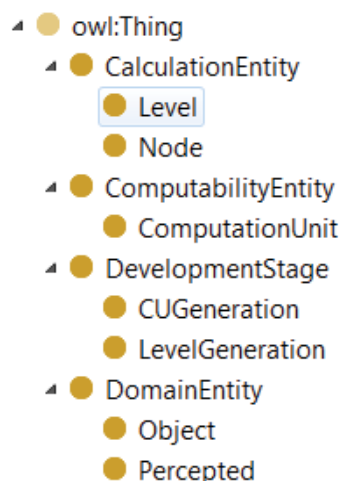 owl:Thing
CalculationEntity
Level
Node
ComputabilityEntity
ComputationUnit
DevelopmentStage
CUGeneration
LevelGeneration
DomainEntity
Object
Percepted